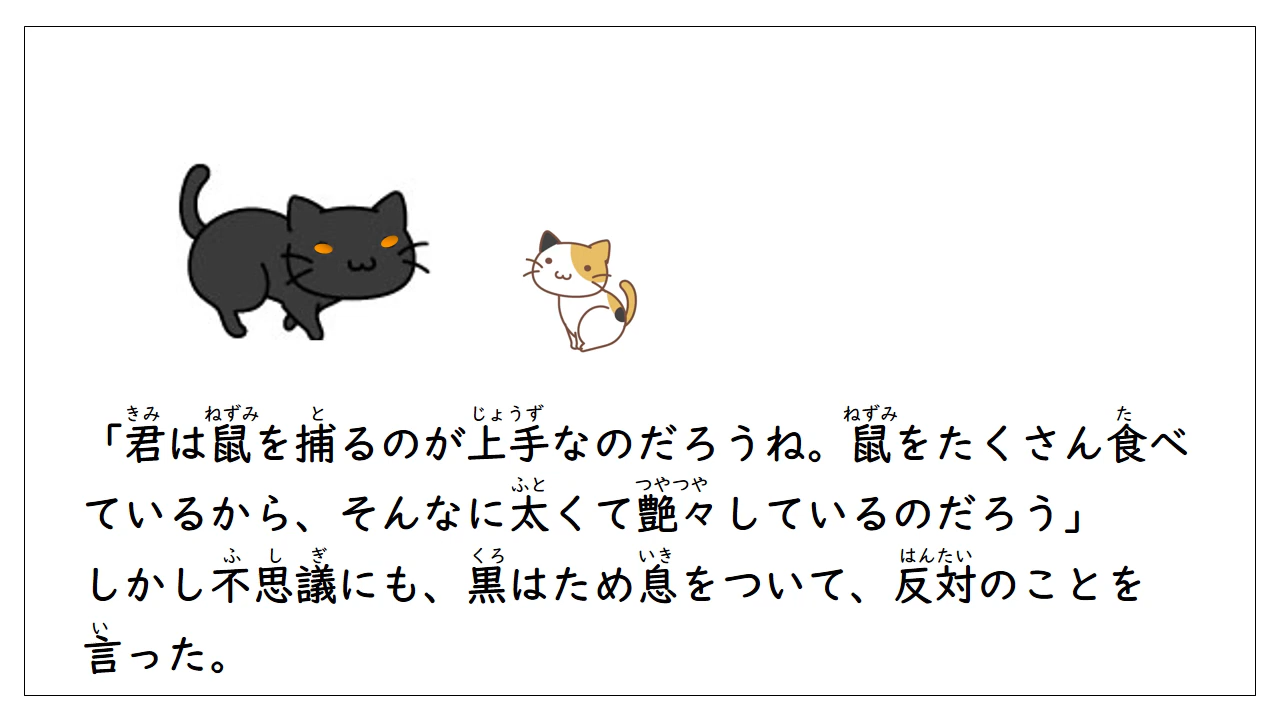 「君は鼠を捕るのが上手なのだろうね。鼠をたくさん食べ
ているから、そんなに太くて艶々しているのだろう」
しかし不思議にも、黒はため息をついて、反対のことを
言った。